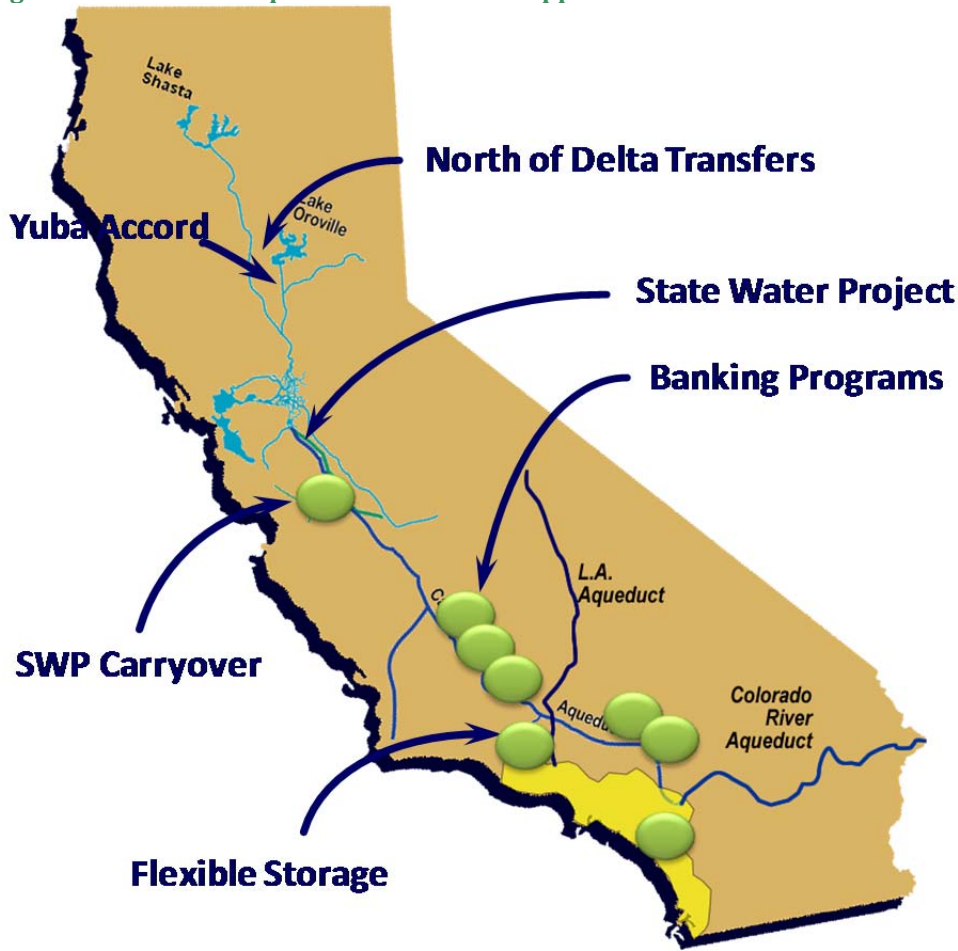 Lake
Shasta
North of Delta Transfers
Lake
Oroville
Yuba Accord
State Water Project
Banking Programs
L.A.
Aqueduct
SWP Carryover
Colorado
River
Aqueduct
Flexible Storage